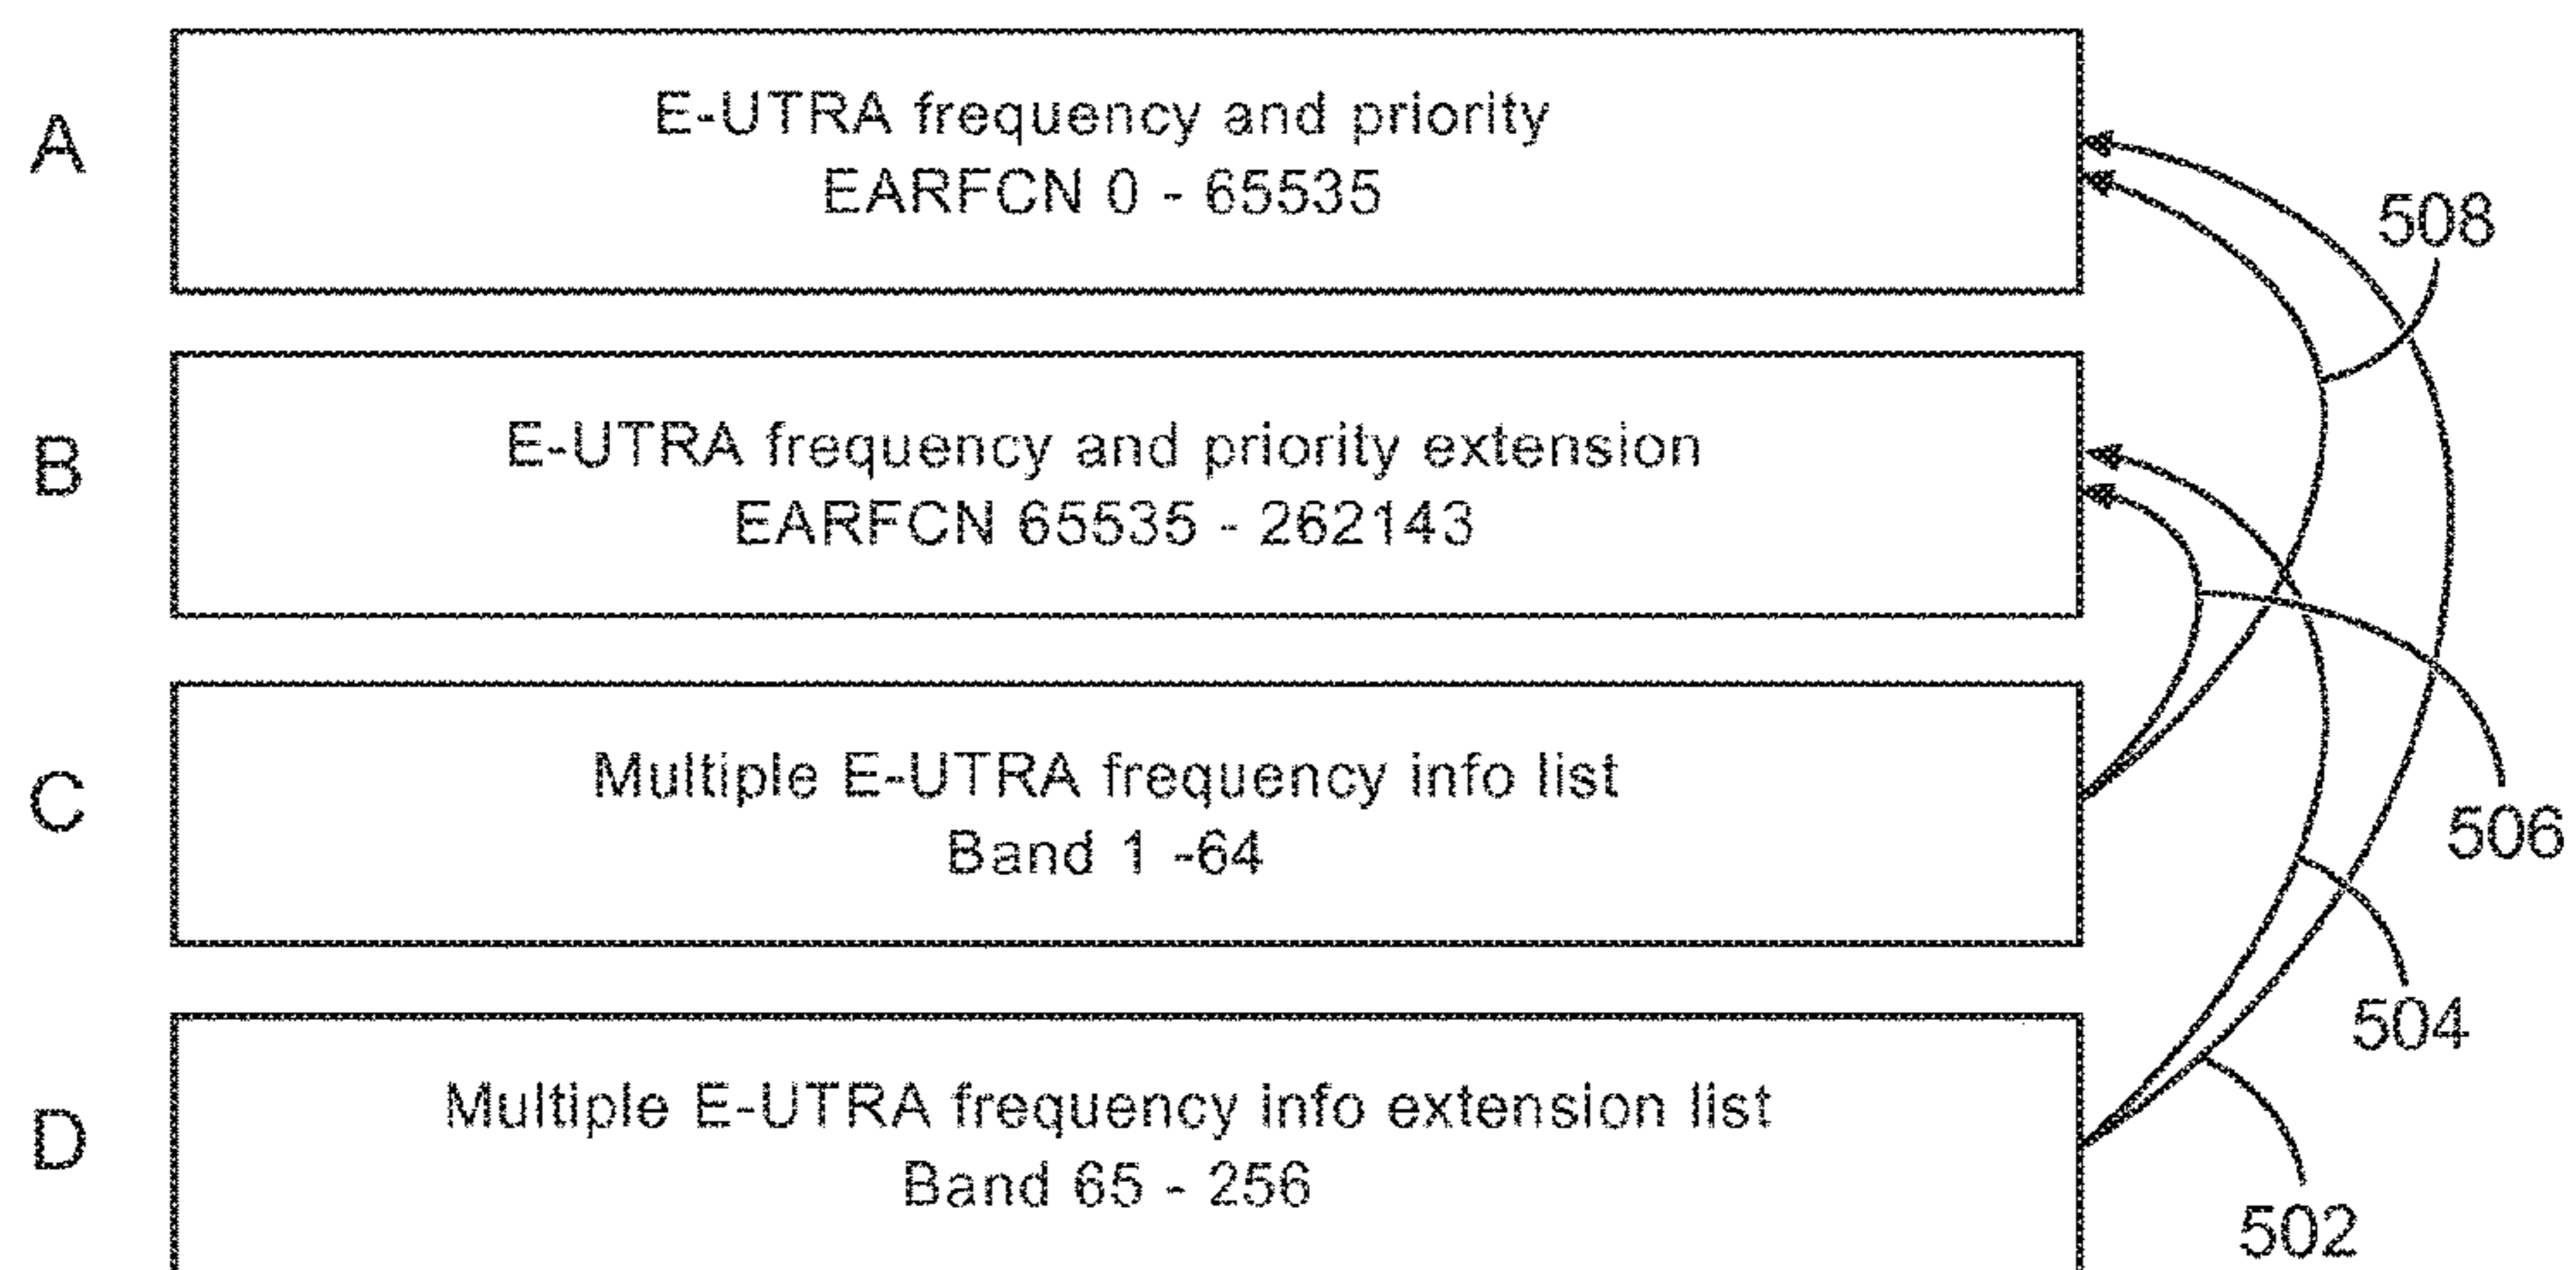 A
E-UTRA frequency and priority
EARFCN 0 - 65535
508
B
E-UTRA frequency and priority extension
EARFCN 65535 - 262143
C
Multiple E-UTRA frequency info list
Band 1 -64
506
504
D
Multiple E-UTRA frequency info extension list
Band 65 - 256
502